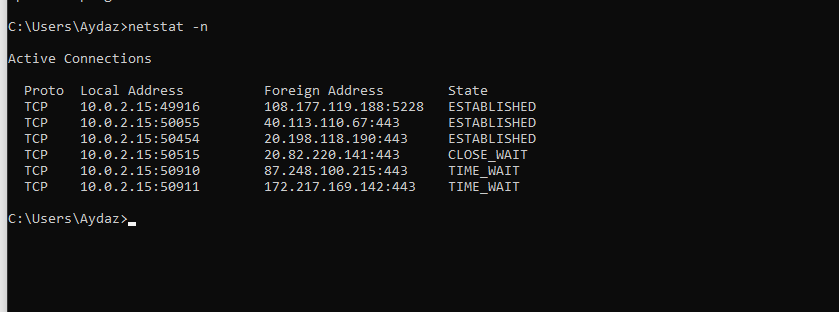 C:\Users\Aydaz>netstat -n
Active Connections
Proto  Local Address          Foreign Address        State
TCP    10.0.2.15:49916        108.177.119.188:5228   ESTABLISHED
TCP    10.0.2.15:50055        40.113.110.67:443      ESTABLISHED
TCP    10.0.2.15:50454        20.198.118.190:443     ESTABLISHED
TCP    10.0.2.15:50515        20.82.220.141:443      CLOSE_WAIT
TCP    10.0.2.15:50910        87.248.100.215:443     TIME_WAIT
TCP    10.0.2.15:50911        172.217.169.142:443    TIME_WAIT
C:\Users\Aydaz>